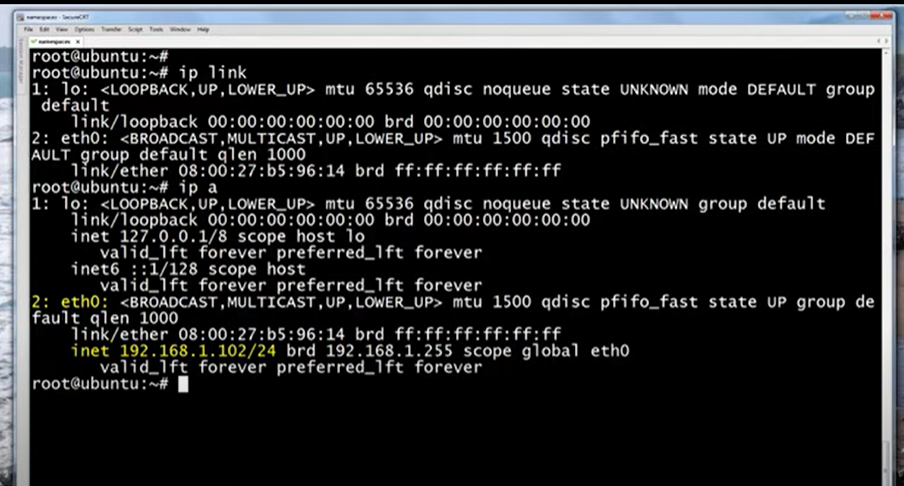 namespaces - SecureCRT
File Edit View Options Transfer Script Tools Window Help
namespaces x
Session Manager
root@ubuntu:~#
root@ubuntu:~# ip link
1: lo: <LOOPBACK,UP,LOWER_UP> mtu 65536 qdisc noqueue state UNKNOWN mode DEFAULT group
 default
    link/loopback 00:00:00:00:00:00 brd 00:00:00:00:00:00
2: eth0: <BROADCAST,MULTICAST,UP,LOWER_UP> mtu 1500 qdisc pfifo_fast state UP mode DEF
AULT group default qlen 1000
    link/ether 08:00:27:b5:96:14 brd ff:ff:ff:ff:ff:ff
root@ubuntu:~# ip a
1: lo: <LOOPBACK,UP,LOWER_UP> mtu 65536 qdisc noqueue state UNKNOWN group default
    link/loopback 00:00:00:00:00:00 brd 00:00:00:00:00:00
    inet 127.0.0.1/8 scope host lo
       valid_lft forever preferred_lft forever
    inet6 ::1/128 scope host
       valid_lft forever preferred_lft forever
2: eth0: <BROADCAST,MULTICAST,UP,LOWER_UP> mtu 1500 qdisc pfifo_fast state UP group de
fault qlen 1000
    link/ether 08:00:27:b5:96:14 brd ff:ff:ff:ff:ff:ff
    inet 192.168.1.102/24 brd 192.168.1.255 scope global eth0
       valid_lft forever preferred_lft forever
root@ubuntu:~#